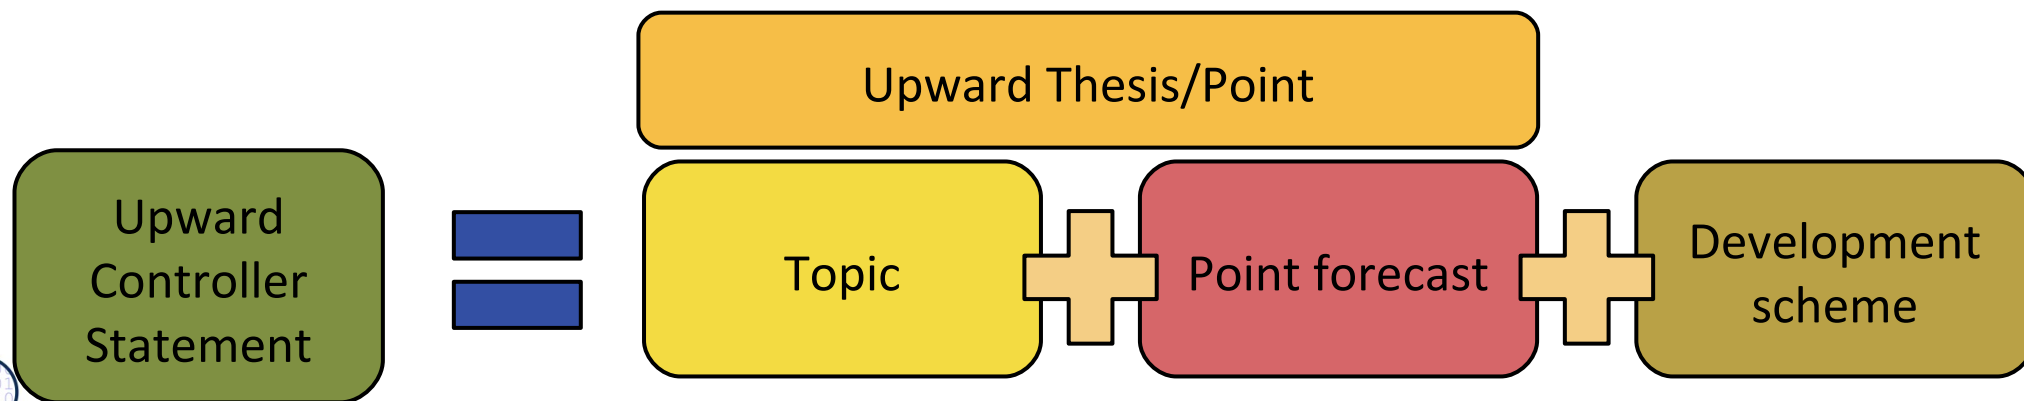 Upward Thesis/Point
Upward
Controller
Statement
Topic
Point forecast
Development
scheme